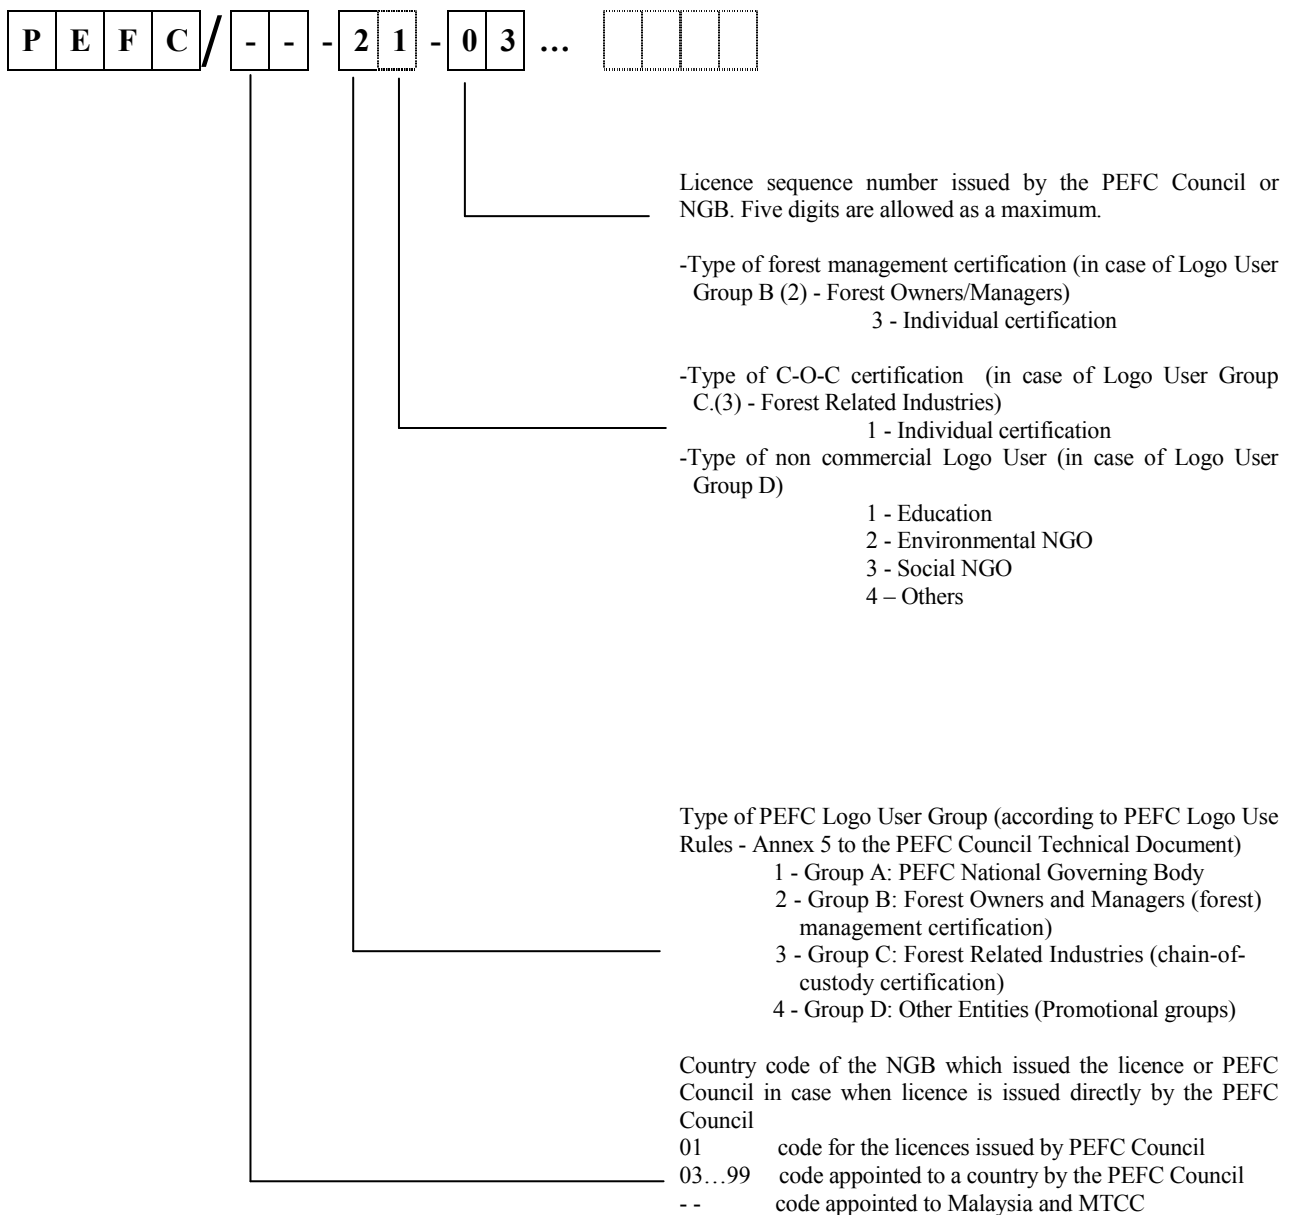 PEFC/-- -21-03...
Licence sequence number issued by the PEFC Council or
NGB. Five digits are allowed as a maximum.
-Type of forest management certification (in case of Logo User
Group B (2) - Forest Owners/Managers)
3 - Individual certification
-Type of C-O-C certification (in case of Logo User Group
C.(3) - Forest Related Industries)
1 - Individual certification
-Type of non commercial Logo User (in case of Logo User
Group D)
1 - Education
2 - Environmental NGO
3 - Social NGO
4 – Others
Type of PEFC Logo User Group (according to PEFC Logo Use
Rules - Annex 5 to the PEFC Council Technical Document)
1 - Group A: PEFC National Governing Body
2 - Group B: Forest Owners and Managers (forest)
management certification)
3 - Group C: Forest Related Industries (chain-of-
custody certification)
4 - Group D: Other Entities (Promotional groups)
Country code of the NGB which issued the licence or PEFC
Council in case when licence is issued directly by the PEFC
Council
01 code for the licences issued by PEFC Council
03…99 code appointed to a country by the PEFC Council
- - code appointed to Malaysia and MTCC